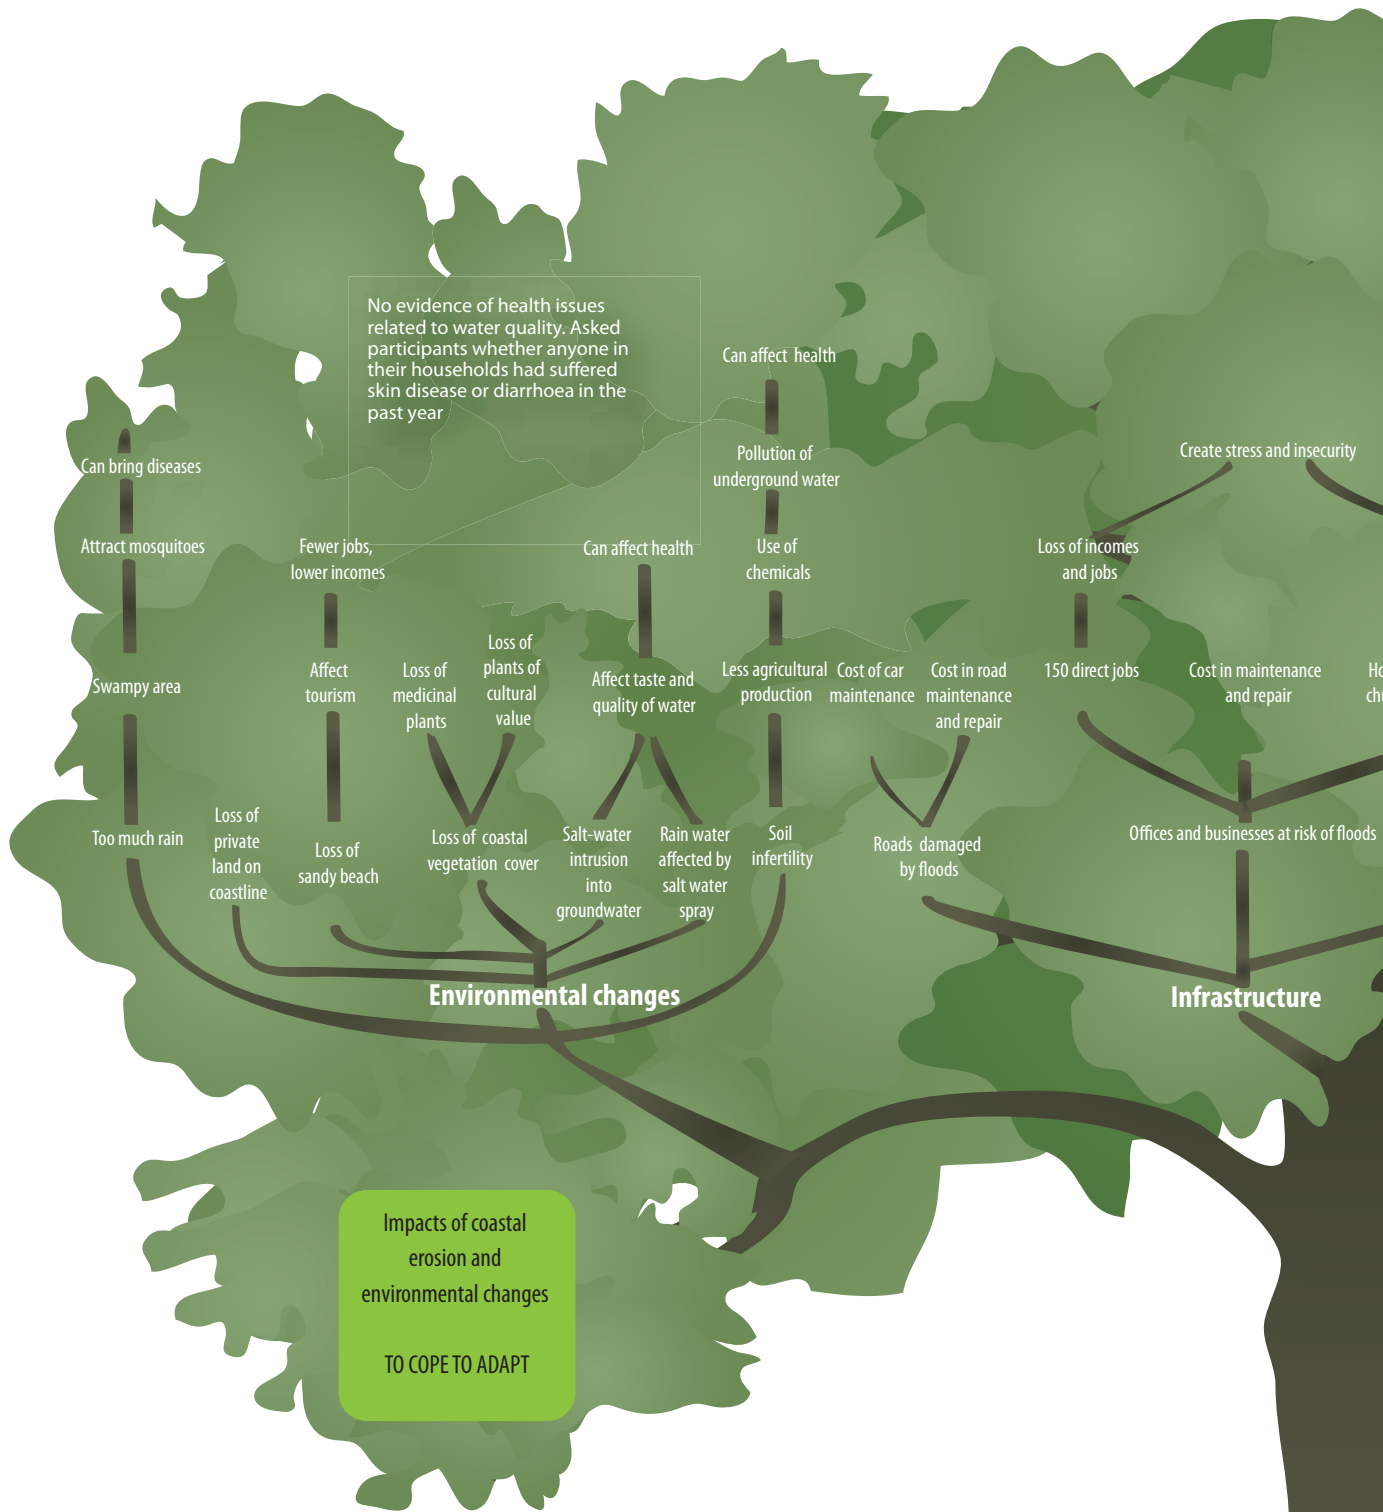 No evidence of health issues
related to water quality. Asked
participants whether anyone in
their households had suffered
skin disease or diarrhoea in the
past year
Can affect health
Pollution of
underground water
Create stress and insecurity
Can bring diseases
Attract mosquitoes
Fewer jobs,
lower incomes
Can affect health
Use of
chemicals
Loss of incomes
and jobs
Swampy area
Affect
tourism
Loss of
medicinal
plants
Loss of
plants of
cultural
value
Affect taste and
quality of water
Less agricultural
production
Cost of car
maintenance
Cost in road
maintenance
and repair
150 direct jobs
Cost in maintenance
and repair
Too much rain
Loss of
private
land on
coastline
Loss of
sandy beach
Loss of coastal
vegetation cover
Salt-water
intrusion
into
groundwater
Rain water
affected by
salt water
spray
Soil
infertility
Roads damaged
by floods
Offices and businesses at risk of floods
Environmental changes
Infrastructure
Impacts of coastal
erosion and
environmental changes
TO COPE TO ADAPT